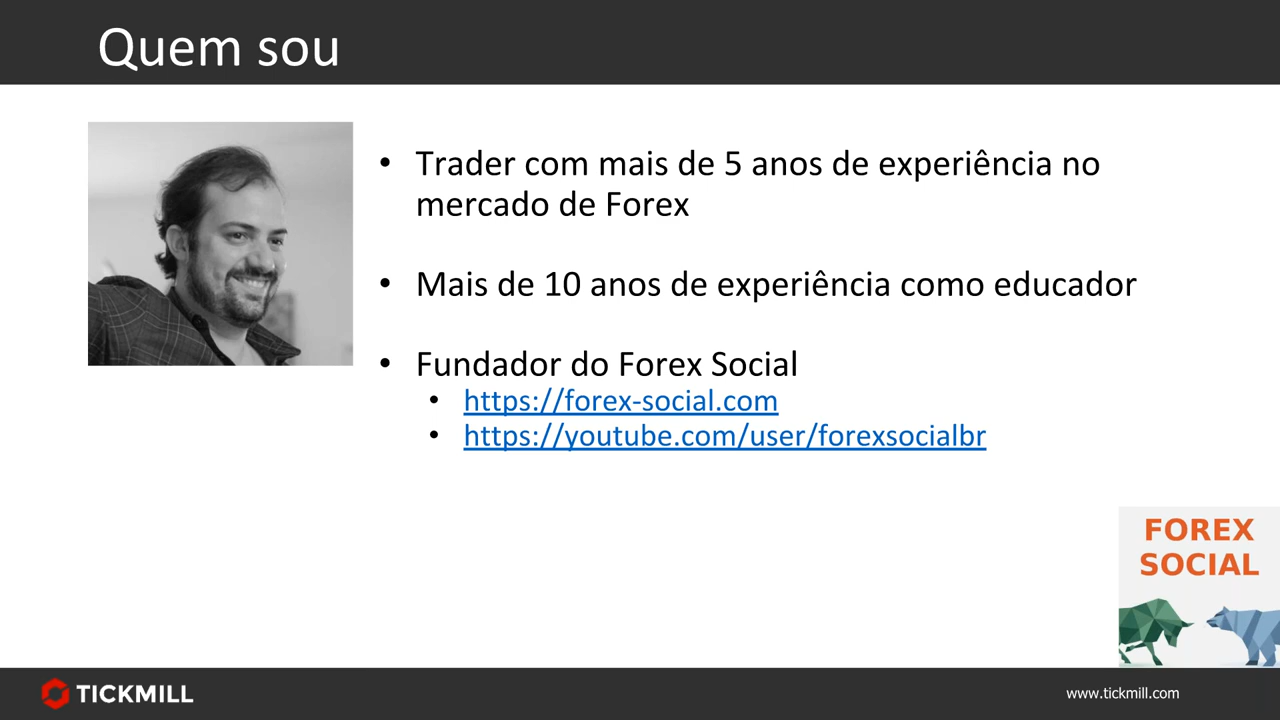 Quem sou
• Trader com mais de 5 anos de experiência no
mercado de Forex
• Mais de 10 anos de experiência como educador
• Fundador do Forex Social
• https://forex-social.com
• https://youtube.com/user/forexsocialbr
FOREX
SOCIAL
TICKMILL
www.tickmill.com